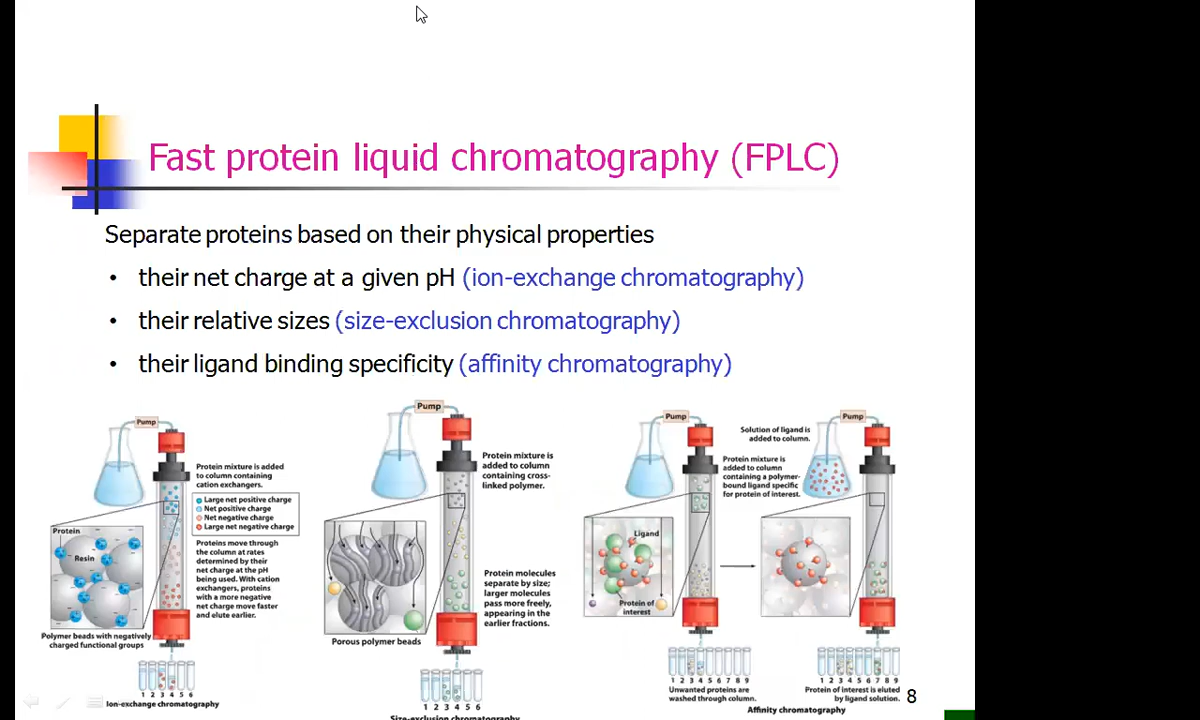 Fast protein liquid chromatography (FPLC)
Separate proteins based on their physical properties
• their net charge at a given pH (ion-exchange chromatography)
• their relative sizes (size-exclusion chromatography)
• their ligand binding specificity (affinity chromatography)
Pump
Protein mixture is added
to column containing
cation exchangers.
Large net positive charge
Net positive charge
Net negative charge
Large net negative charge
Protein
Resin
Proteins move through
the column at rates
determined by their
net charge at the pH
being used. With cation
exchangers, proteins
with a more negative
net charge move faster
and elute earlier.
Polymer beads with negatively
charged functional groups
1 2 3 4 5 6
Ion-exchange chromatography
Pump
Protein mixture is
added to column
containing cross-
linked polymer.
Protein molecules
separate by size;
larger molecules
pass more freely,
appearing in the
earlier fractions.
Porous polymer beads
1 2 3 4 5 6
Size-exclusion chromatography
Pump
Protein mixture is
added to column
containing a polymer-
bound ligand specific
for protein of interest.
Ligand
Protein of
interest
1 2 3 4 5 6 7 8 9
Unwanted proteins are
washed through column.
Solution of ligand is
added to column.
Pump
1 2 3 4 5 6 7 8 9
Protein of interest is eluted
by ligand solution.
Affinity chromatography
8